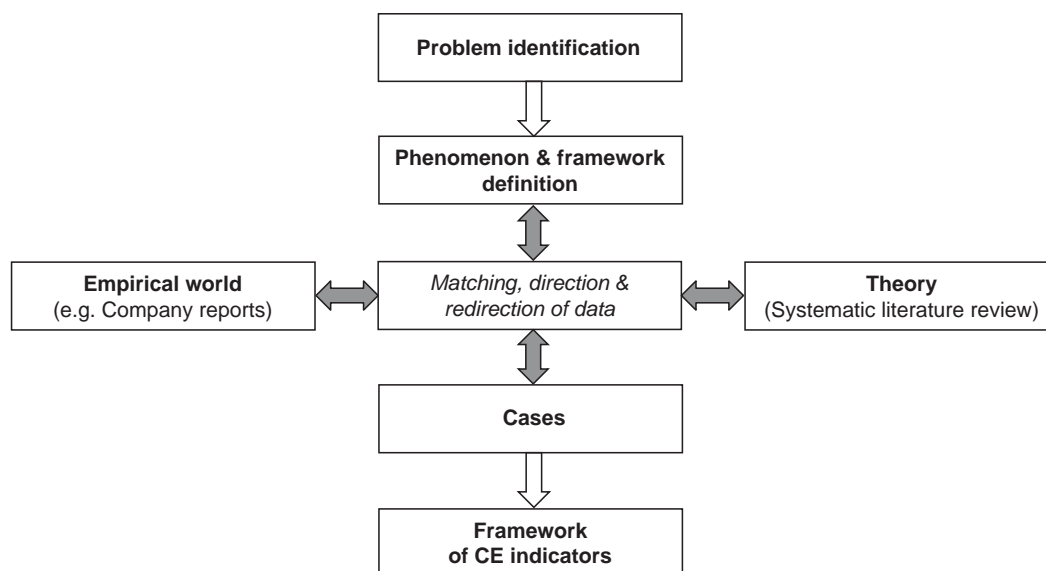 Problem identification
Phenomenon & framework
definition
Empirical world
(e.g. Company reports)
Matching, direction &
redirection of data
Theory
(Systematic literature review)
Cases
Framework
of CE indicators